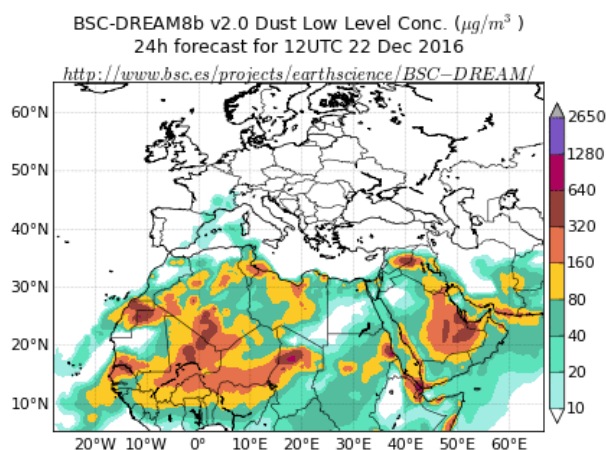 BSC-DREAM8b v2.0 Dust Low Level Conc. (μg/m³ )
24h forecast for 12UTC 22 Dec 2016
http://www.bsc.es/projects/earthscience/BSC−DREAM/
60°N
50°N
40°N
30°N
20°N
10°N
20°W 10°W 0° 10°E 20°E 30°E 40°E 50°E 60°E
2650
1280
640
320
160
80
40
20
10